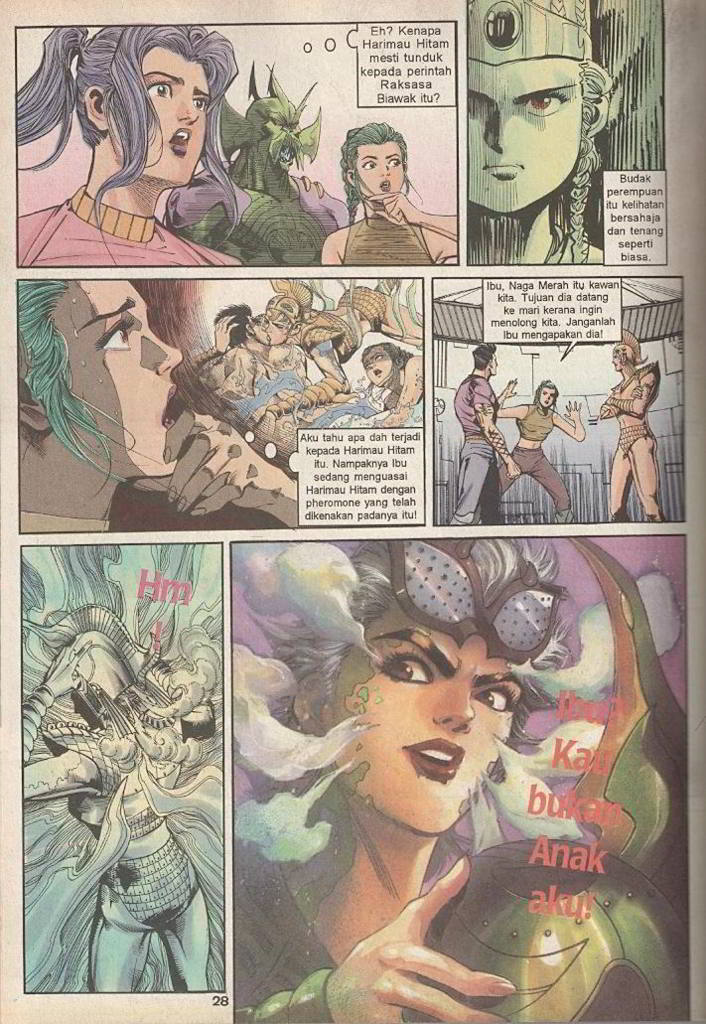 Eh? Kenapa
Harimau Hitam
mesti tunduk
kepada perintah
Raksasa
Biawak itu?
Budak
perempuan
itu kelihatan
bersahaja
dan tenang
seperti
biasa.
Aku tahu apa dah terjadi
kepada Harimau Hitam
itu. Nampaknya Ibu
sedang menguasai
Harimau Hitam dengan
pheromone yang telah
dikenakan padanya itu!
Ibu, Naga Merah itu kawan
kita. Tujuan dia datang
ke mari kerana ingin
menolong kita. Janganlah
Ibu mengapakan dia!
Hm
!
Ibu?
Kau
bukan
Anak
aku!
28